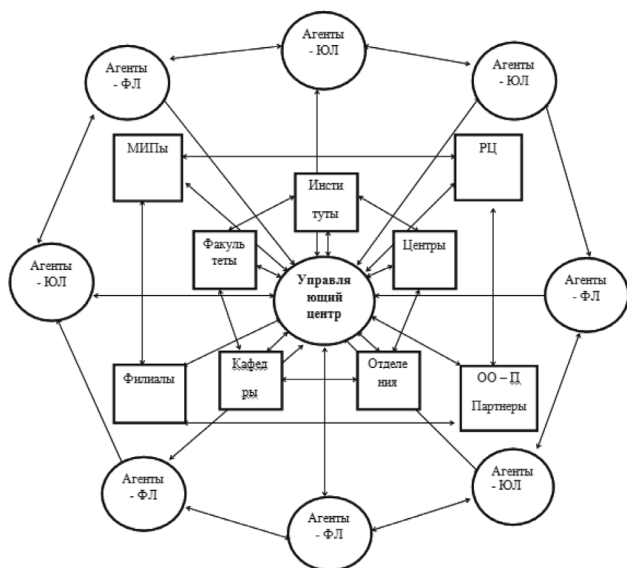 Агенты
- ЮЛ
Агенты
- ФЛ
Агенты
- ЮЛ
МИПы
РЦ
Инсти
туты
Факуль
теты
Центры
Агенты
- ЮЛ
Управля
ющий
центр
Агенты
- ФЛ
Филиалы
Кафед
ры
Отделе
ния
ОО – П
Партнеры
Агенты
- ФЛ
Агенты
- ЮЛ
Агенты
- ФЛ